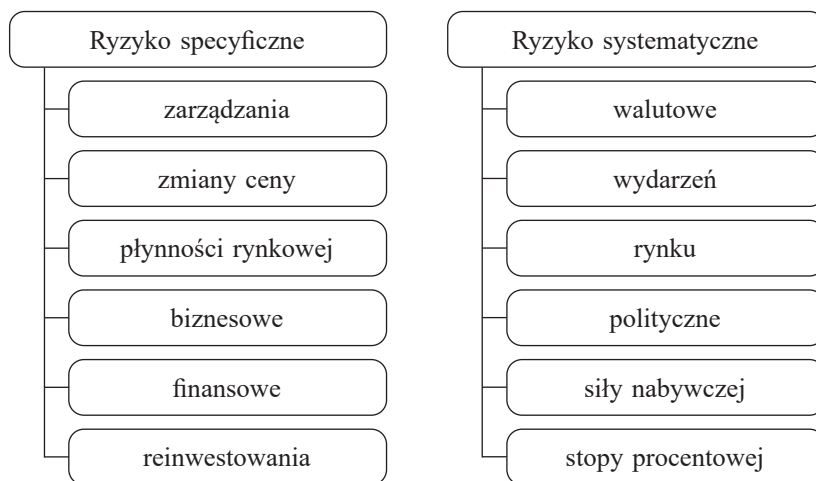 Ryzyko specyficzne
zarządzania
zmiany ceny
płynności rynkowej
biznesowe
finansowe
reinwestowania
Ryzyko systematyczne
walutowe
wydarzeń
rynku
polityczne
siły nabywczej
stopy procentowej